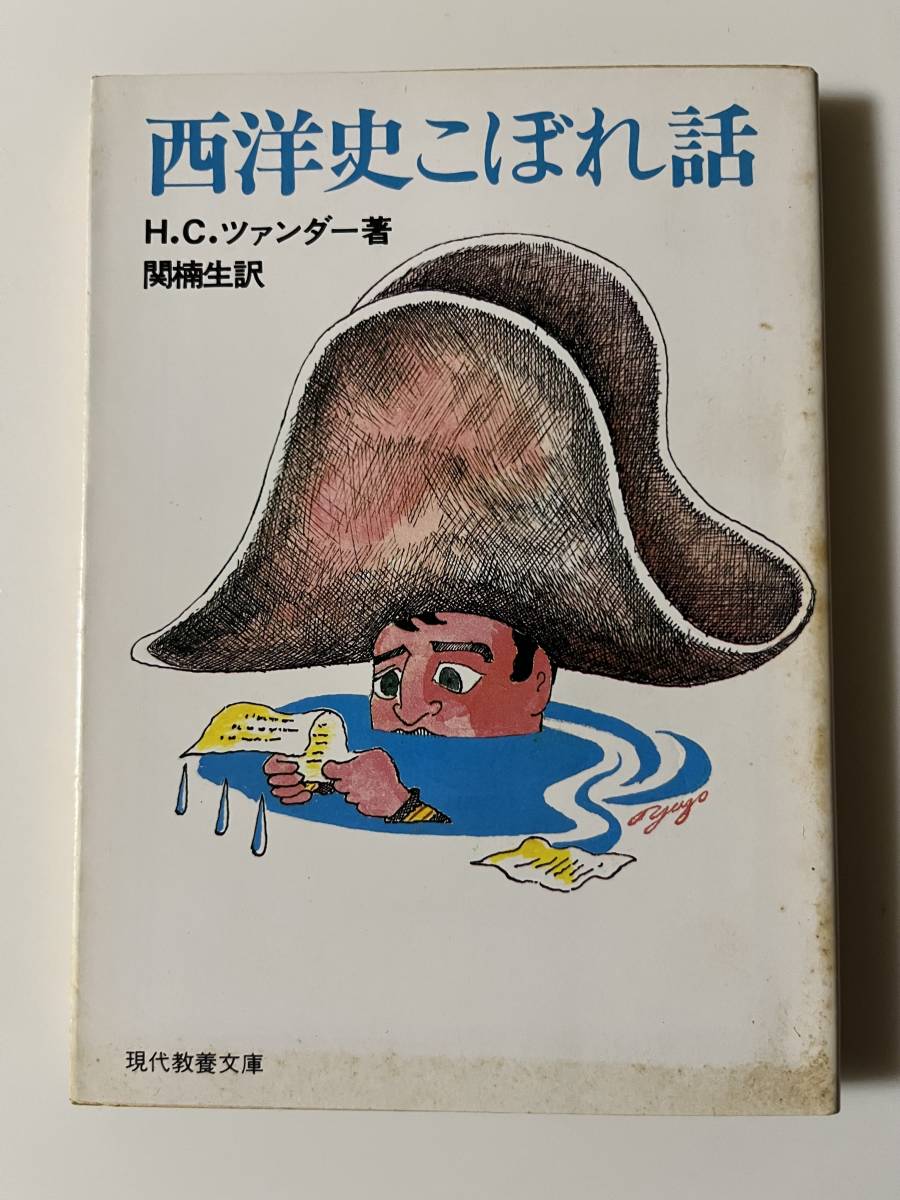 西洋史こぼれ話
H.C.ツァンダー著
関楠生訳
現代教養文庫